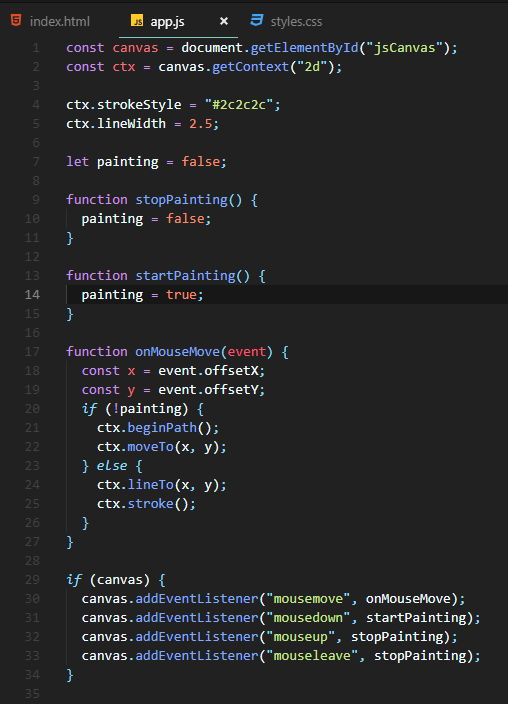 index.html JS app.js × styles.css
1 const canvas = document.getElementById("jsCanvas");
2 const ctx = canvas.getContext("2d");
3
4 ctx.strokeStyle = "#2c2c2c";
5 ctx.lineWidth = 2.5;
6
7 let painting = false;
8
9 function stopPainting() {
10   painting = false;
11 }
12
13 function startPainting() {
14   painting = true;
15 }
16
17 function onMouseMove(event) {
18   const x = event.offsetX;
19   const y = event.offsetY;
20   if (!painting) {
21     ctx.beginPath();
22     ctx.moveTo(x, y);
23   } else {
24     ctx.lineTo(x, y);
25     ctx.stroke();
26   }
27 }
28
29 if (canvas) {
30   canvas.addEventListener("mousemove", onMouseMove);
31   canvas.addEventListener("mousedown", startPainting);
32   canvas.addEventListener("mouseup", stopPainting);
33   canvas.addEventListener("mouseleave", stopPainting);
34 }
35